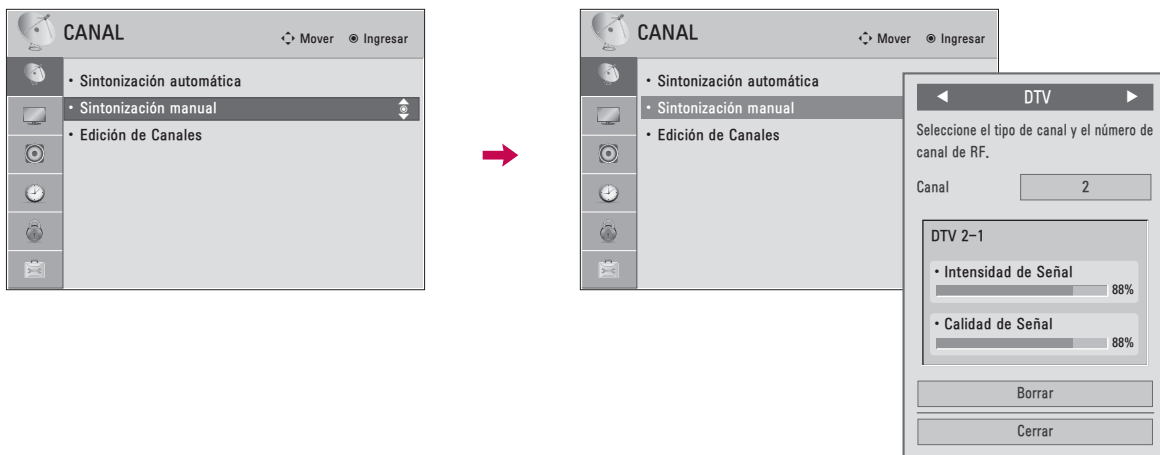 CANAL
Mover
Ingresar
• Sintonización automática
• Sintonización manual
• Edición de Canales
CANAL
Mover
Ingresar
• Sintonización automática
• Sintonización manual
• Edición de Canales
DTV
Seleccione el tipo de canal y el número de
canal de RF.
Canal
2
DTV 2-1
• Intensidad de Señal
88%
• Calidad de Señal
88%
Borrar
Cerrar